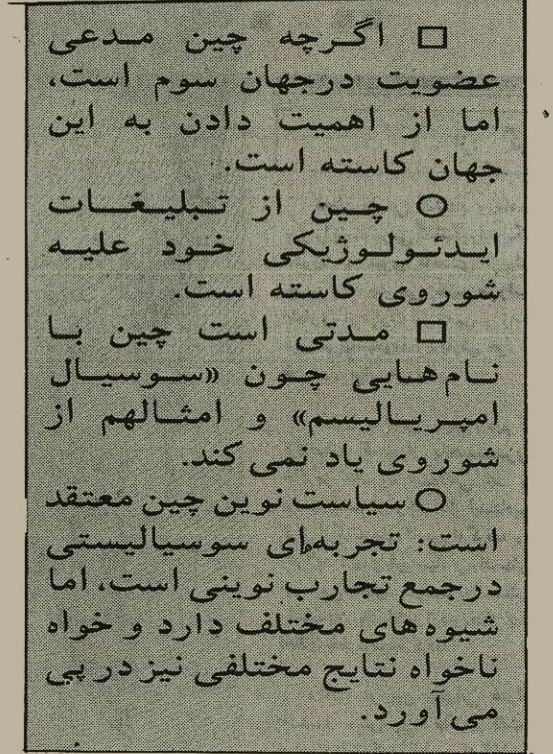 □ اگرچه چین مدعی
عضویت درجهان سوم است،
اما از اهمیت دادن به این
جهان کاسته است.
○ چین از تبلیغات
ایدئولوژیکی خود علیه
شوروی کاسته است.
□ مدتی است چین با
نامهایی چون «سوسیال
امپریالیسم» و امثالهم از
شوروی یاد نمی کند.
○ سیاست نوین چین معتقد
است: تجربه‌ای سوسیالیستی
درجمع تجارب نوینی است، اما
شیوه های مختلف دارد و خواه
ناخواه نتایج مختلفی نیز در پی
می آورد.